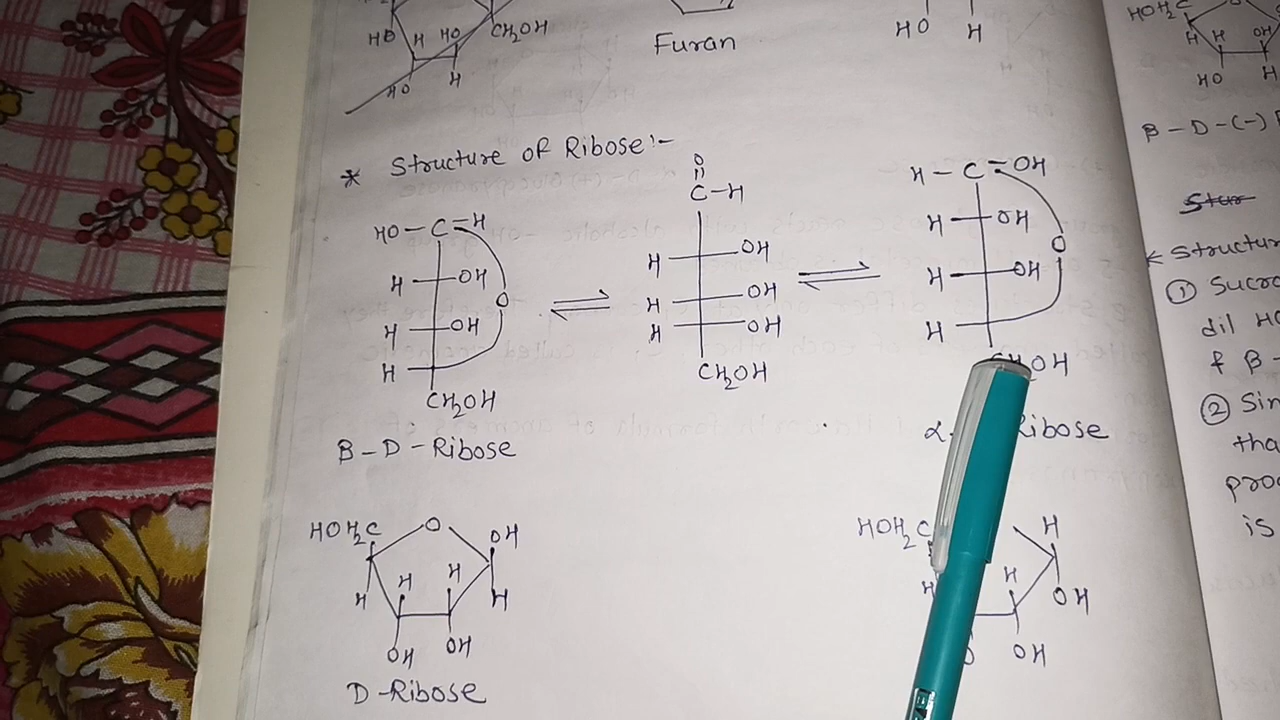 HO H HO CH2OH
HO H
Furan
HO H
HOH2C
H H OH
HO H
B-D-(-)
* Structure of Ribose:-
O
C-H
HO-C-H
H OH
H OH O
H
CH2OH
B-D-Ribose
H OH
H OH
H OH
CH2OH
H-C-OH
H OH
O
H OH
H
OH
Ribose
HOH2C O OH
H H H H
OH OH
D-Ribose
HOH2C H
H H OH
OH
Stur
Structur
① Sucro
dil
② Sin
tha
pro
is